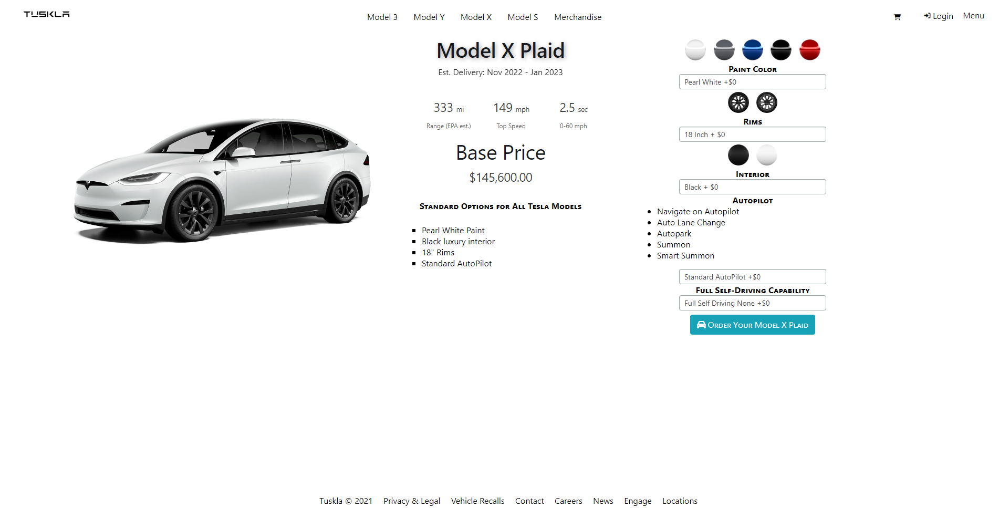 TUSKLA
Model 3 Model Y Model X Model S Merchandise
Login Menu
Model X Plaid
Est. Delivery: Nov 2022 - Jan 2023
333 mi 149 mph 2.5 sec
Range (EPA est.) Top Speed 0-60 mph
Base Price
$145,600.00
Standard Options for All Tesla Models
Pearl White Paint
Black luxury interior
18" Rims
Standard AutoPilot
Paint Color
Pearl White +$0
Rims
18 Inch + $0
Interior
Black + $0
Autopilot
Navigate on Autopilot
Auto Lane Change
Autopark
Summon
Smart Summon
Standard AutoPilot +$0
Full Self-Driving Capability
Full Self Driving None +$0
Order Your Model X Plaid
Tuskla © 2021 Privacy & Legal Vehicle Recalls Contact Careers News Engage Locations